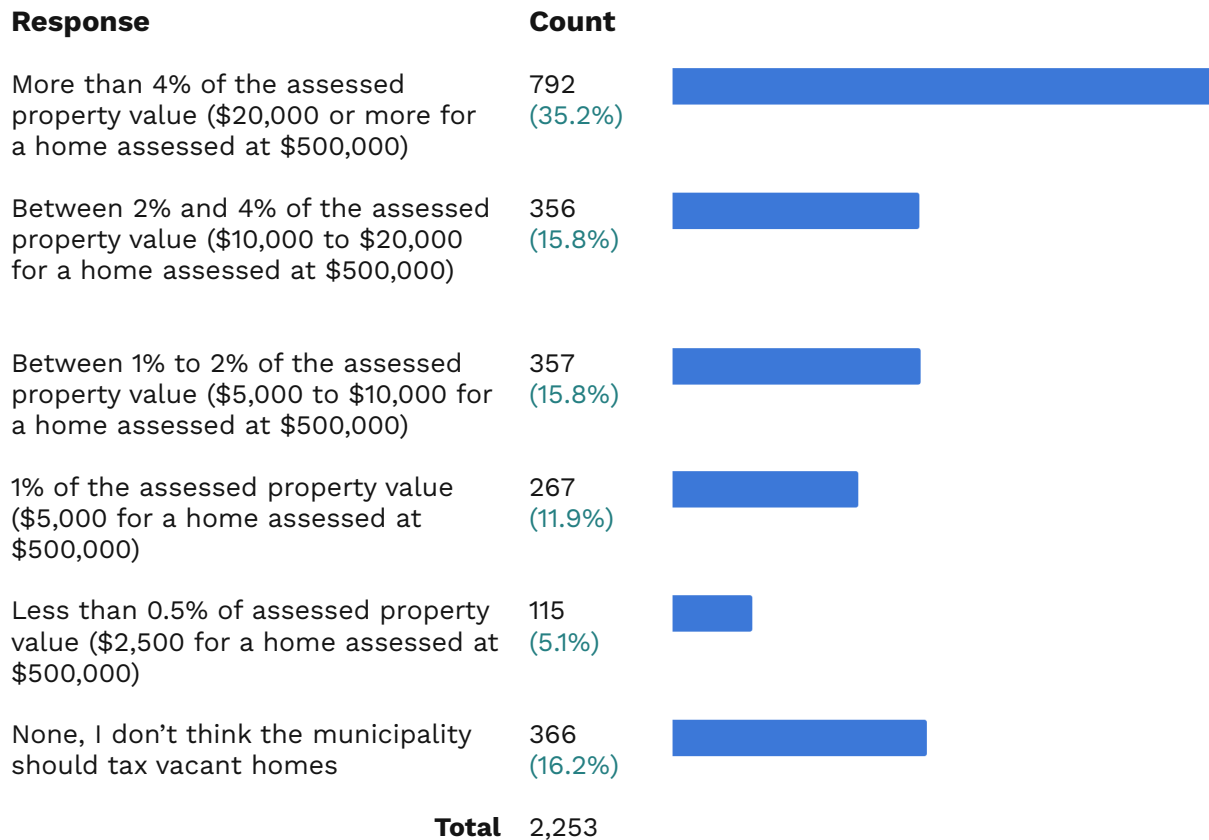 Response Count
More than 4% of the assessed 792
property value ($20,000 or more for (35.2%)
a home assessed at $500,000)
Between 2% and 4% of the assessed 356
property value ($10,000 to $20,000 (15.8%)
for a home assessed at $500,000)
Between 1% to 2% of the assessed 357
property value ($5,000 to $10,000 for (15.8%)
a home assessed at $500,000)
1% of the assessed property value 267
($5,000 for a home assessed at (11.9%)
$500,000)
Less than 0.5% of assessed property 115
value ($2,500 for a home assessed at (5.1%)
$500,000)
None, I don’t think the municipality 366
should tax vacant homes (16.2%)
Total 2,253